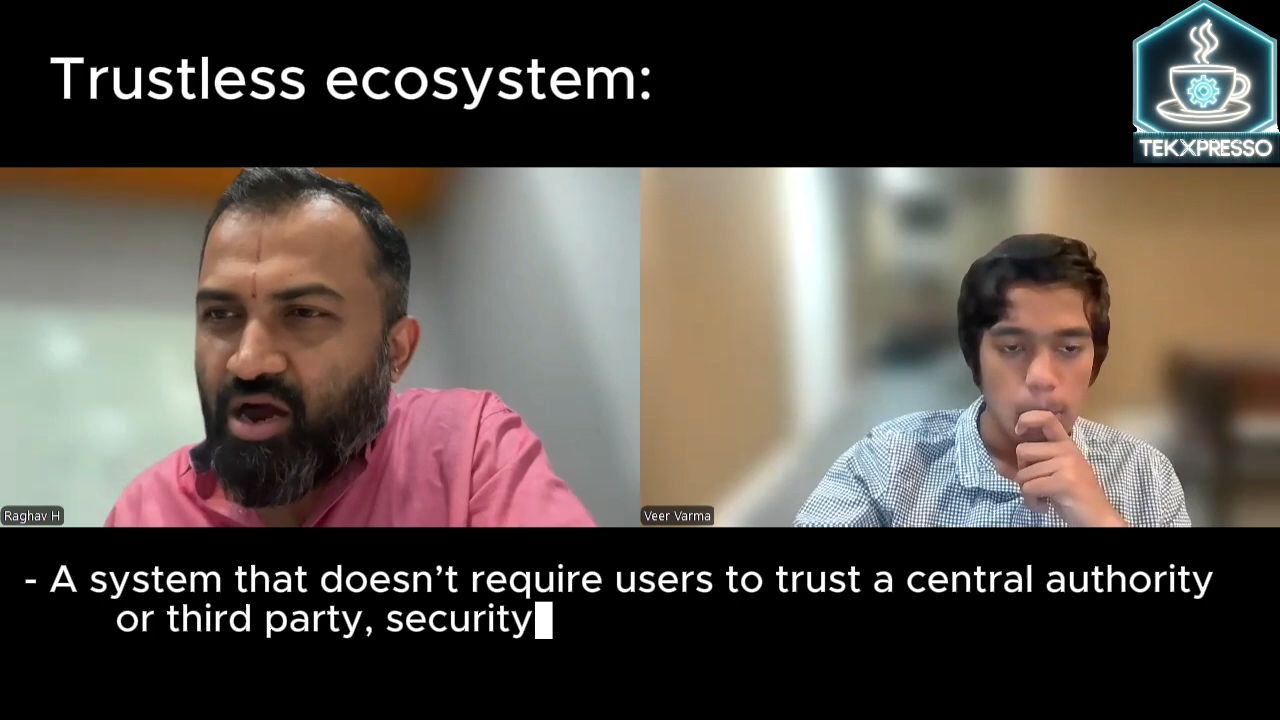 Trustless ecosystem:
TEKXPRESSO
Raghav H
Veer Varma
- A system that doesn’t require users to trust a central authority
or third party, security